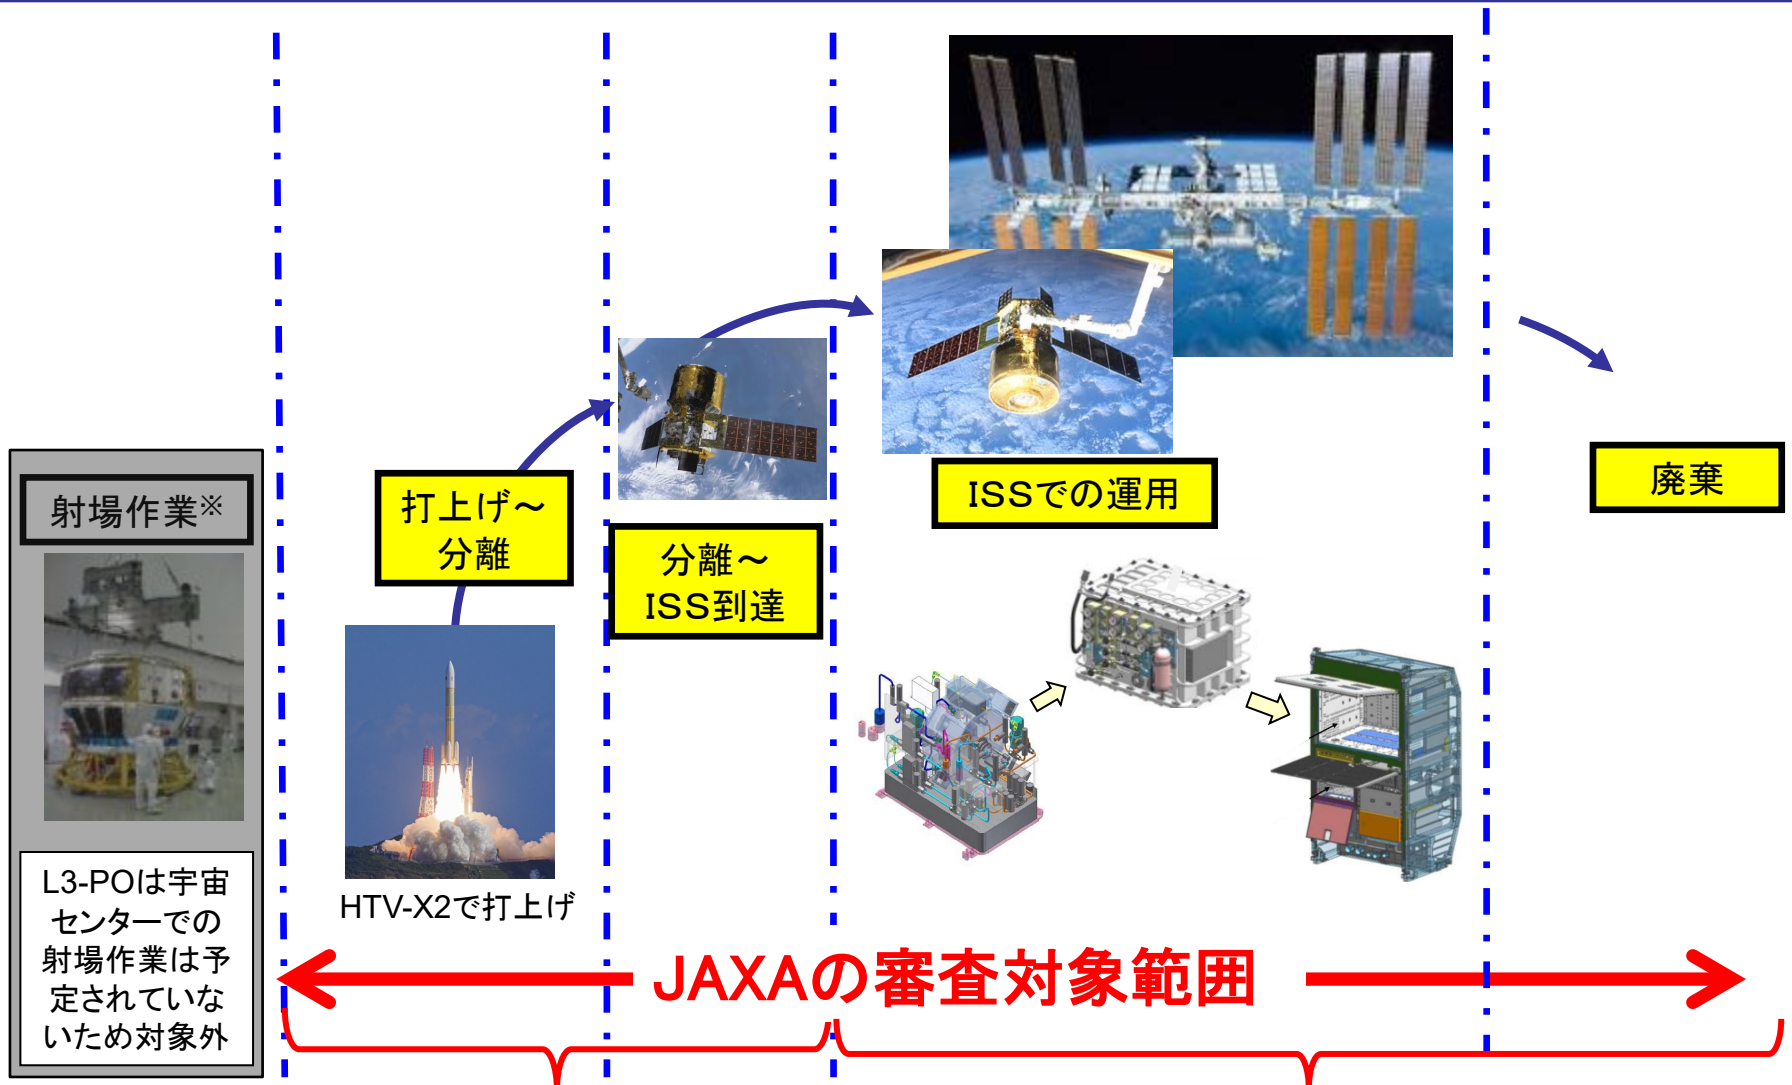 射場作業※
L3-POは宇宙
センターでの
射場作業は予
定されていな
いため対象外
打上げ～
分離
HTV-X2で打上げ
分離～
ISS到達
ISSでの運用
廃棄
JAXAの審査対象範囲